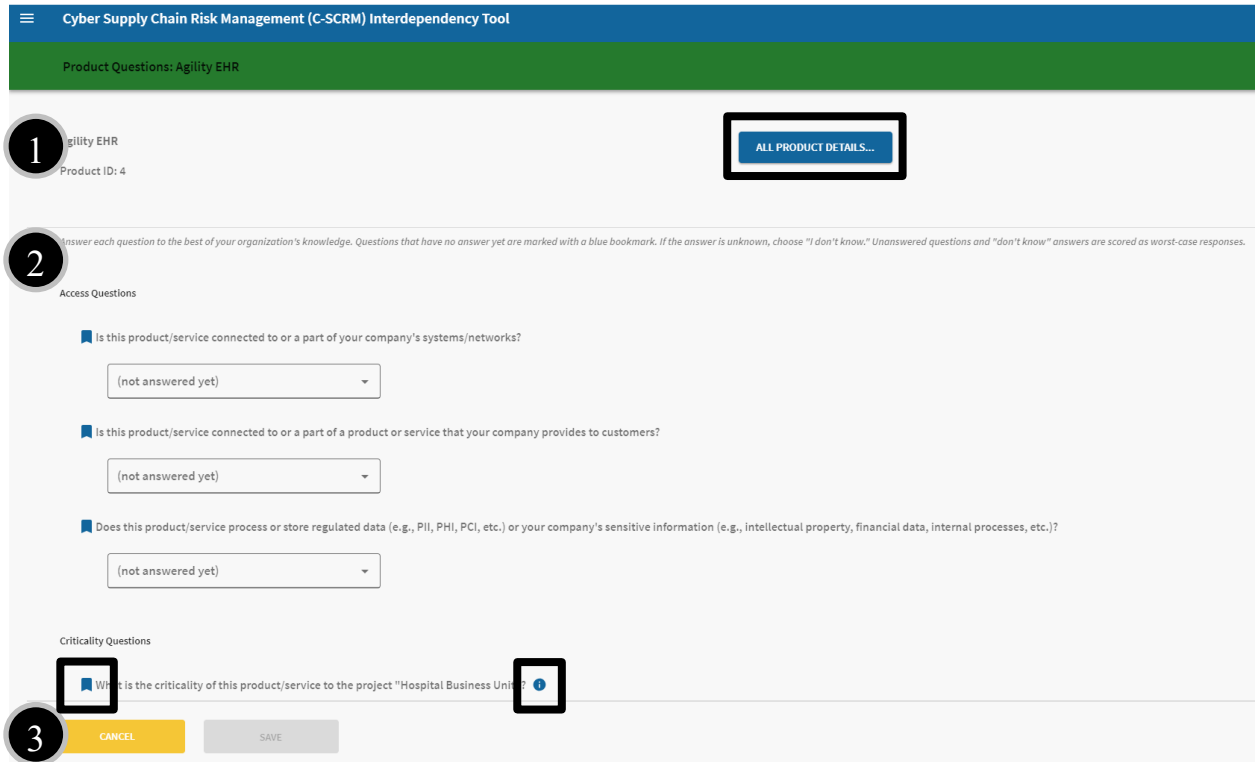 Cyber Supply Chain Risk Management (C-SCRM) Interdependency Tool
Product Questions: Agility EHR
1
gility EHR
ALL PRODUCT DETAILS...
Product ID: 4
2
Answer each question to the best of your organization's knowledge. Questions that have no answer yet are marked with a blue bookmark. If the answer is unknown, choose "I don't know." Unanswered questions and "don't know" answers are scored as worst-case responses.
Access Questions
Is this product/service connected to or a part of your company's systems/networks?
(not answered yet)
Is this product/service connected to or a part of a product or service that your company provides to customers?
(not answered yet)
Does this product/service process or store regulated data (e.g., PII, PHI, PCI, etc.) or your company's sensitive information (e.g., intellectual property, financial data, internal processes, etc.)?
(not answered yet)
Criticality Questions
What is the criticality of this product/service to the project "Hospital Business Unit"?
3
CANCEL
SAVE